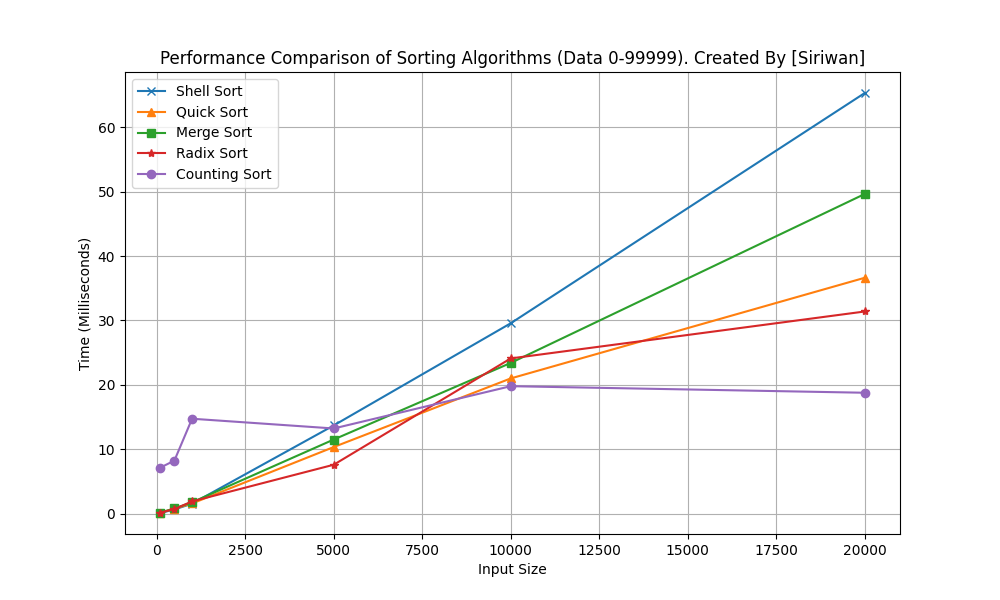 Performance Comparison of Sorting Algorithms (Data 0-99999). Created By [Siriwan]
Shell Sort
Quick Sort
Merge Sort
Radix Sort
Counting Sort
Time (Milliseconds)
60
50
40
30
20
10
0
0 2500 5000 7500 10000 12500 15000 17500 20000
Input Size